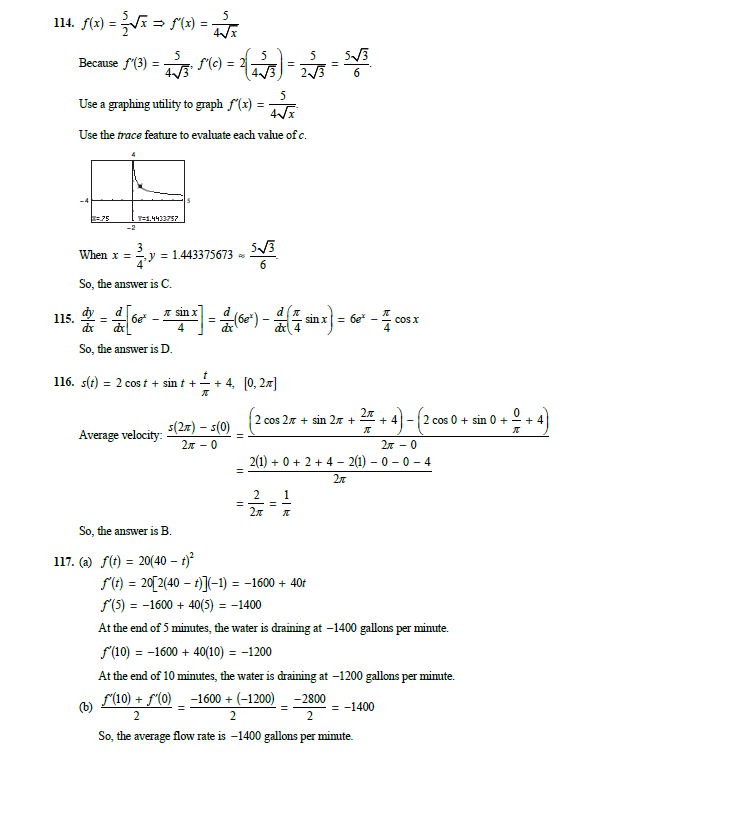 114. f(x) = 5/2 √x ⇒ f′(x) = 5/(4√x)
Because f′(3) = 5/(4√3), f′(c) = 2(5/(4√3)) = 5/(2√3) = 5√3/6.
Use a graphing utility to graph f′(x) = 5/(4√x).
Use the trace feature to evaluate each value of c.
4
-4 5
X=.75 Y=1.4433757
-2
When x = 3/4, y = 1.443375673 ≈ 5√3/6.
So, the answer is C.
115. dy/dx = d/dx[6eˣ − π sin x/4] = d/dx(6eˣ) − d/dx(π/4 sin x) = 6eˣ − π/4 cos x
So, the answer is D.
116. s(t) = 2 cos t + sin t + t/π + 4, [0, 2π]
Average velocity: (s(2π) − s(0))/(2π − 0) = ((2 cos 2π + sin 2π + 2π/π + 4) − (2 cos 0 + sin 0 + 0/π + 4))/(2π − 0)
= (2(1) + 0 + 2 + 4 − 2(1) − 0 − 0 − 4)/2π
= 2/2π = 1/π
So, the answer is B.
117. (a) f(t) = 20(40 − t)²
f′(t) = 20[2(40 − t)](−1) = −1600 + 40t
f′(5) = −1600 + 40(5) = −1400
At the end of 5 minutes, the water is draining at −1400 gallons per minute.
f′(10) = −1600 + 40(10) = −1200
At the end of 10 minutes, the water is draining at −1200 gallons per minute.
(b) (f′(10) + f′(0))/2 = (−1600 + (−1200))/2 = −2800/2 = −1400
So, the average flow rate is −1400 gallons per minute.